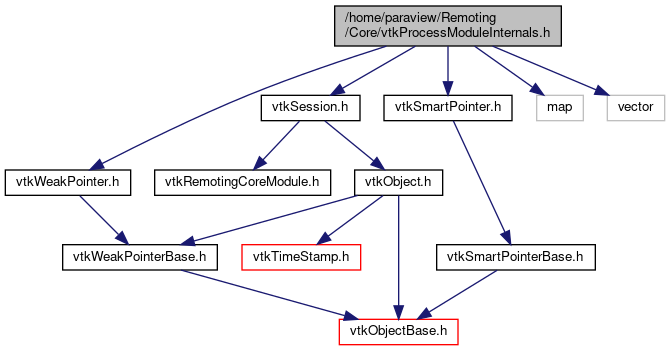 /home/paraview/Remoting
/Core/vtkProcessModuleInternals.h
vtkSession.h
vtkSmartPointer.h
map
vector
vtkWeakPointer.h
vtkRemotingCoreModule.h
vtkObject.h
vtkWeakPointerBase.h
vtkTimeStamp.h
vtkSmartPointerBase.h
vtkObjectBase.h